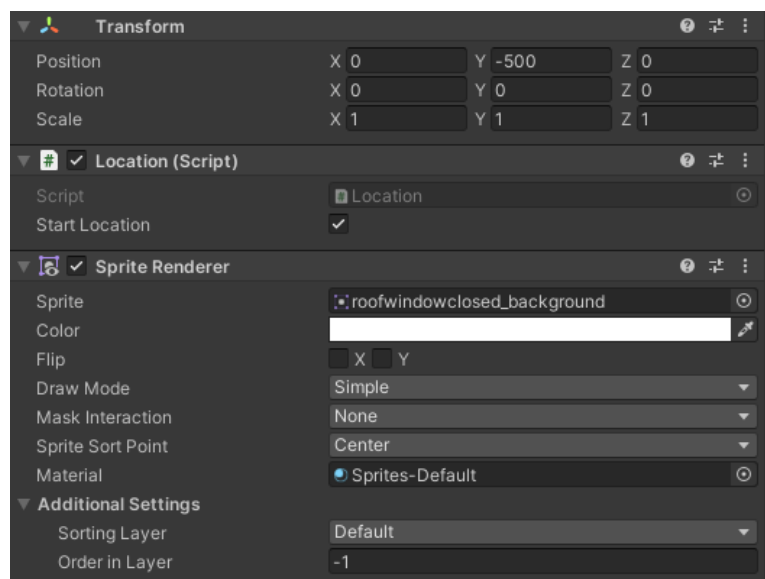 Transform
Position X 0 Y -500 Z 0
Rotation X 0 Y 0 Z 0
Scale X 1 Y 1 Z 1
# Location (Script)
Script # Location
Start Location
Sprite Renderer
Sprite roofwindowclosed_background
Color
Flip X Y
Draw Mode Simple
Mask Interaction None
Sprite Sort Point Center
Material Sprites-Default
Additional Settings
Sorting Layer Default
Order in Layer -1